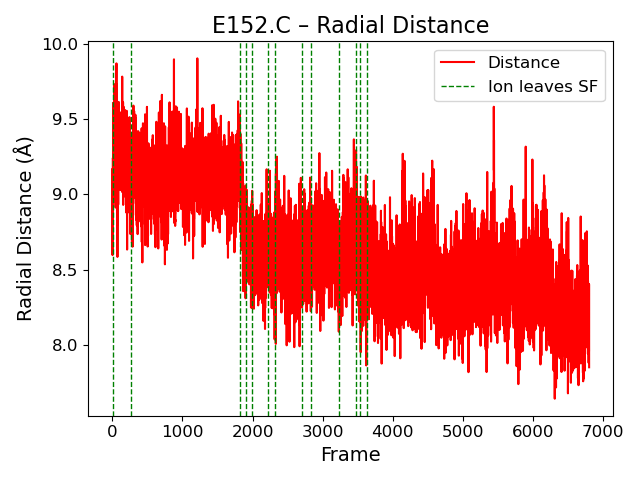 E152.C – Radial Distance
Radial Distance (Å)
10.0
9.5
9.0
8.5
8.0
Distance
Ion leaves SF
0
1000
2000
3000
4000
5000
6000
7000
Frame